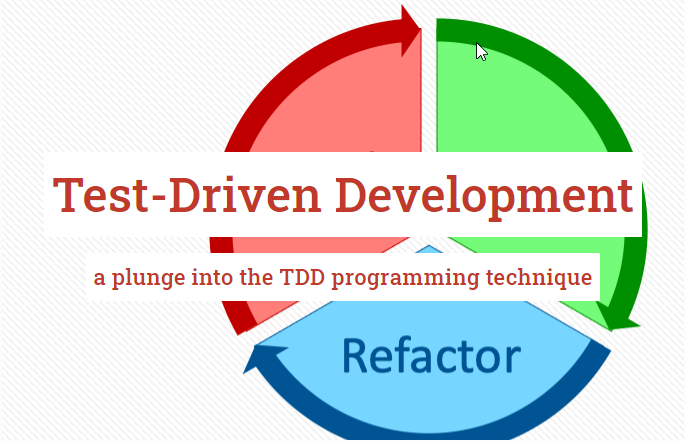 Test-Driven Development
a plunge into the TDD programming technique
Refactor